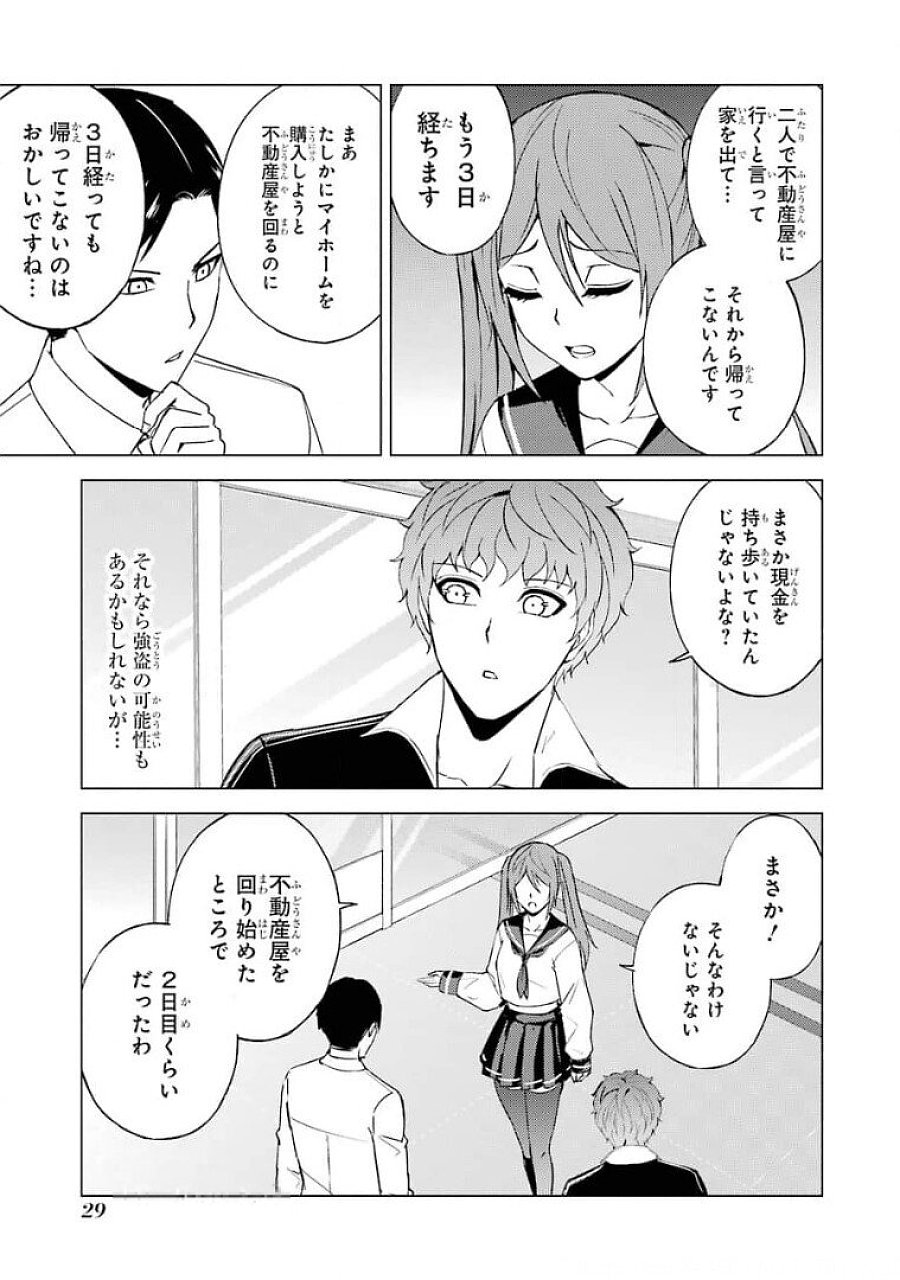 二人で不動産屋に
行くと言って
家を出て…
それから帰って
こないんです
もう3日
経ちます
まあ
たしかにマイホームを
購入しようと
不動産屋を回るのに
3日経っても
帰ってこないのは
おかしいですね…
まさか現金を
持ち歩いていたん
じゃないよな?
それなら強盗の可能性も
あるかもしれないが…
まさか!
そんなわけ
ないじゃない
不動産屋を
回り始めた
ところで
2日目くらい
だったわ
29